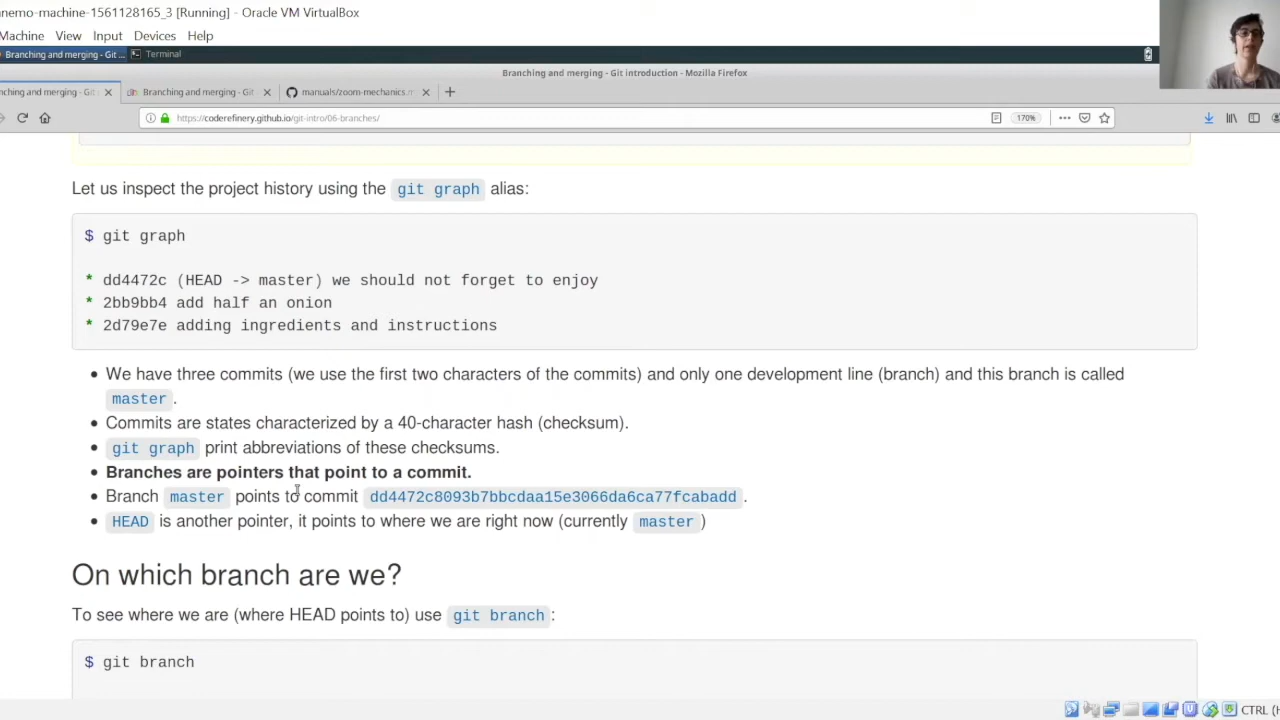 nnemo-machine-1561128165_3 [Running] - Oracle VM VirtualBox
Machine View Input Devices Help
Branching and merging - Git ... Terminal
Branching and merging - Git introduction - Mozilla Firefox
nching and merging - Git Branching and merging - Git manuals/zoom-mechanics.m
https://coderefinery.github.io/git-intro/06-branches/ 170%
Let us inspect the project history using the git graph alias:
$ git graph
* dd4472c (HEAD -> master) we should not forget to enjoy
* 2bb9bb4 add half an onion
* 2d79e7e adding ingredients and instructions
• We have three commits (we use the first two characters of the commits) and only one development line (branch) and this branch is called
master .
• Commits are states characterized by a 40-character hash (checksum).
• git graph print abbreviations of these checksums.
• Branches are pointers that point to a commit.
• Branch master points to commit dd4472c8093b7bbcdaa15e3066da6ca77fcabadd .
• HEAD is another pointer, it points to where we are right now (currently master )
On which branch are we?
To see where we are (where HEAD points to) use git branch :
$ git branch
CTRL (